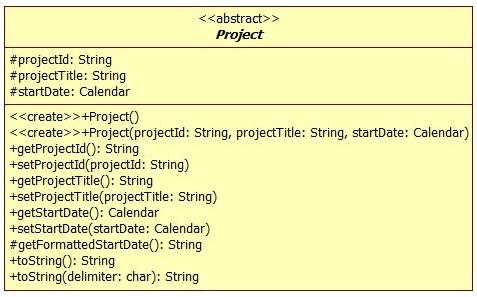 <<abstract>>
Project
#projectId: String
#projectTitle: String
#startDate: Calendar
<<create>>+Project()
<<create>>+Project(projectId: String, projectTitle: String, startDate: Calendar)
+getProjectId(): String
+setProjectId(projectId: String)
+getProjectTitle(): String
+setProjectTitle(projectTitle: String)
+getStartDate(): Calendar
+setStartDate(startDate: Calendar)
#getFormattedStartDate(): String
+toString(): String
+toString(delimiter: char): String